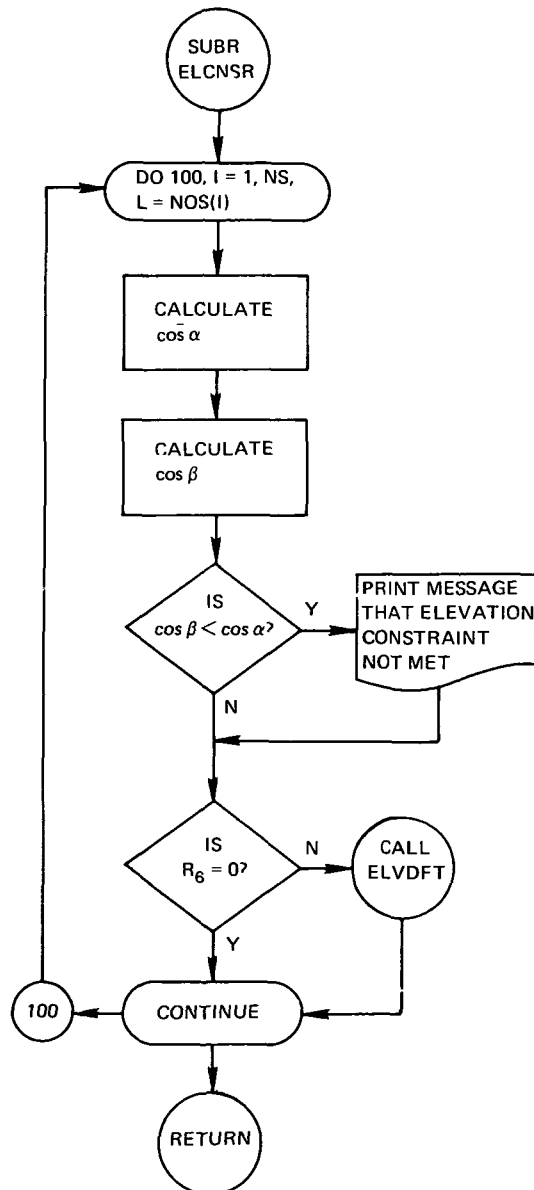 SUBR
ELCNSR
DO 100, I = 1, NS,
L = NOS(I)
CALCULATE
cos α
CALCULATE
cos β
IS
cos β < cos α?
Y
PRINT MESSAGE
THAT ELEVATION
CONSTRAINT
NOT MET
N
IS
R6 = 0?
N
CALL
ELVDFT
Y
100
CONTINUE
RETURN